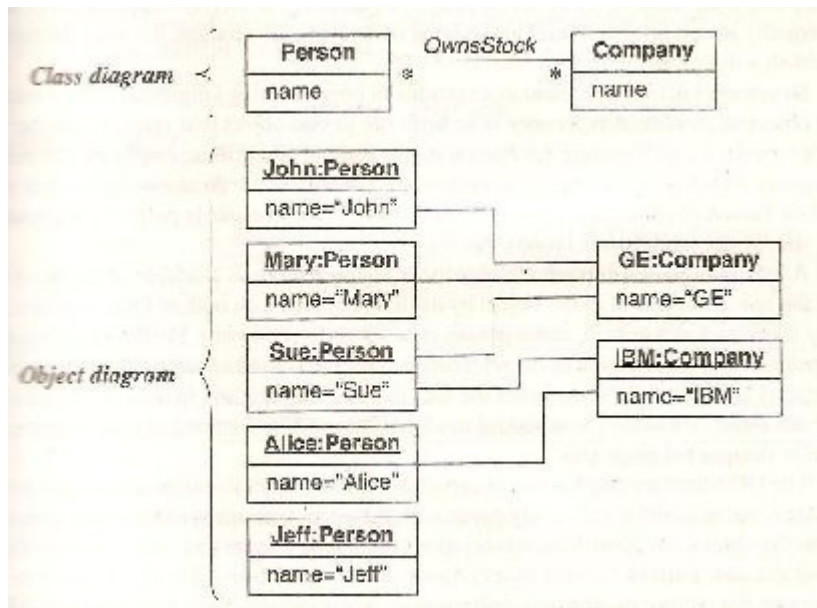 Person
OwnsStock
Company
Class diagram
*
*
name
name
John:Person
name="John"
Mary:Person
GE:Company
name="Mary"
name="GE"
Sue:Person
IBM:Company
Object diagram
name="Sue"
name="IBM"
Alice:Person
name="Alice"
Jeff:Person
name="Jeff"